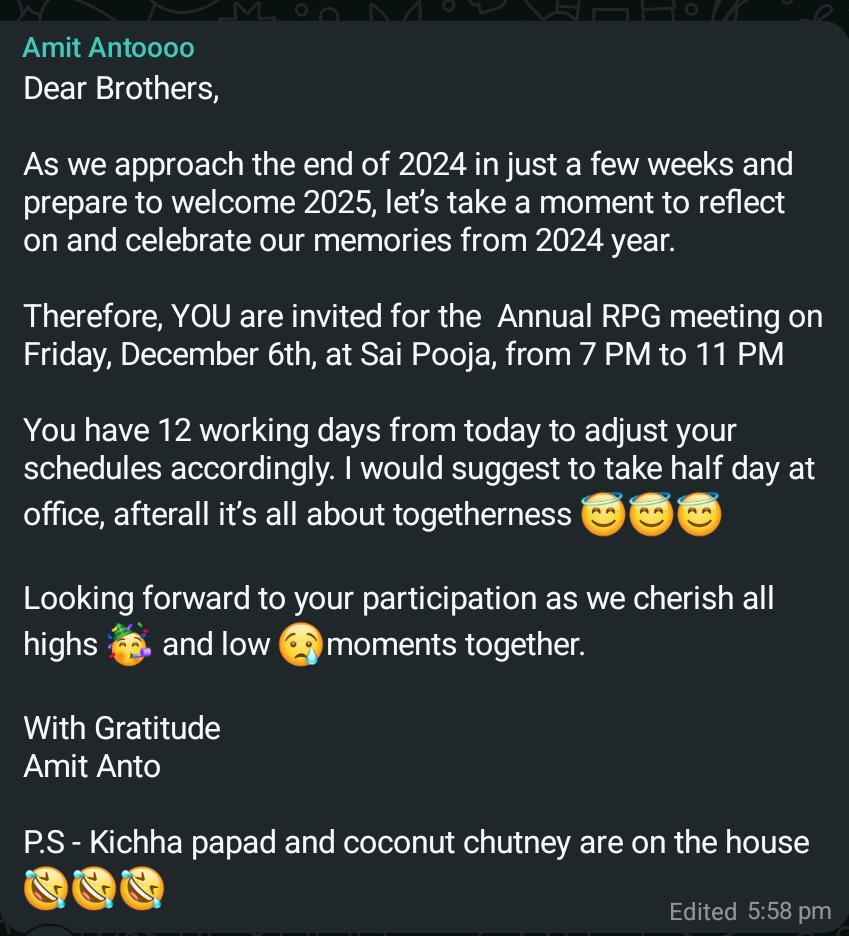 Amit Antoooo
Dear Brothers,
As we approach the end of 2024 in just a few weeks and
prepare to welcome 2025, let’s take a moment to reflect
on and celebrate our memories from 2024 year.
Therefore, YOU are invited for the  Annual RPG meeting on
Friday, December 6th, at Sai Pooja, from 7 PM to 11 PM
You have 12 working days from today to adjust your
schedules accordingly. I would suggest to take half day at
office, afterall it’s all about togetherness 😇😇😇
Looking forward to your participation as we cherish all
highs 🥳 and low 😢moments together.
With Gratitude
Amit Anto
P.S - Kichha papad and coconut chutney are on the house
🤣🤣🤣
Edited 5:58 pm